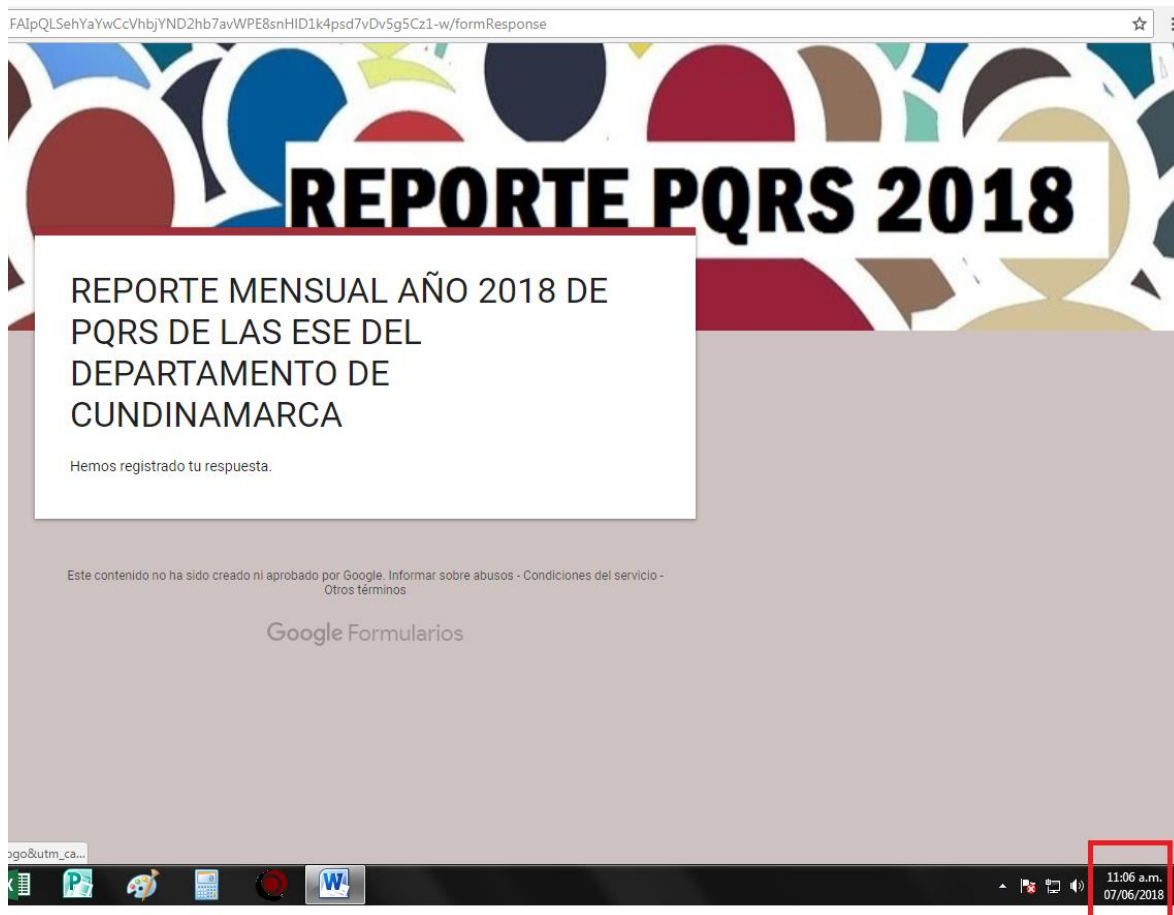 FAIpQLSehYaYwCcVhbjYND2hb7avWPE8snHID1k4psd7vDv5g5Cz1-w/formResponse
REPORTE PQRS 2018
REPORTE MENSUAL AÑO 2018 DE
PQRS DE LAS ESE DEL
DEPARTAMENTO DE
CUNDINAMARCA
Hemos registrado tu respuesta.
Este contenido no ha sido creado ni aprobado por Google. Informar sobre abusos - Condiciones del servicio -
Otros términos
Google Formularios
ogo&utm_ca...
11:06 a.m.
07/06/2018